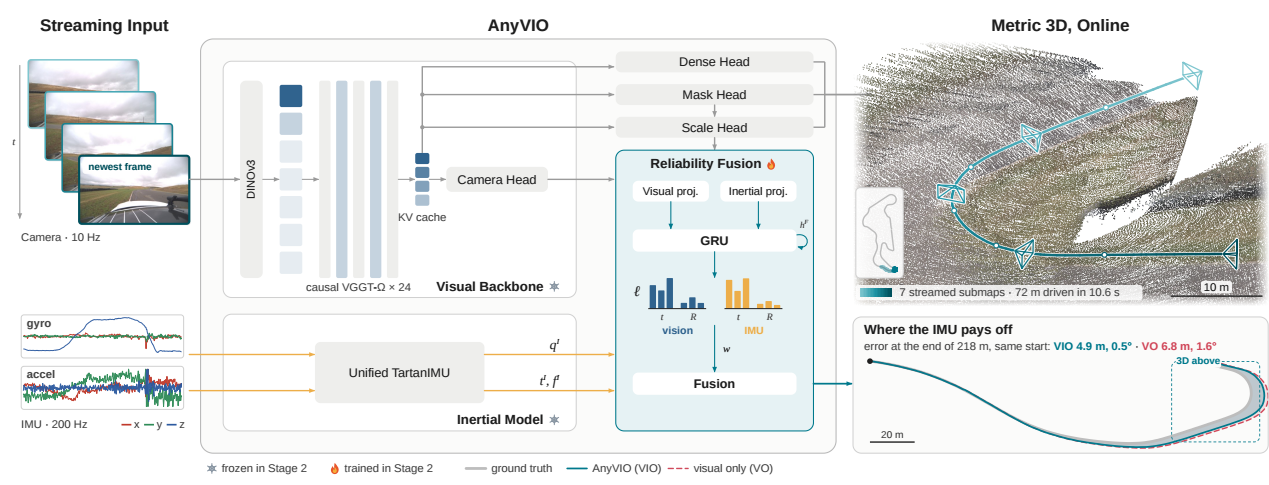 Streaming Input
AnyVIO
Metric 3D, Online
t
newest frame
Camera · 10 Hz
DINOv3
KV cache
causal VGGT-Ω × 24
Visual Backbone
Camera Head
Dense Head
Mask Head
Scale Head
Reliability Fusion
Visual proj.
Inertial proj.
h^F
GRU
ℓ
t R
t R
vision
IMU
w
Fusion
gyro
accel
IMU · 200 Hz
x y z
Unified TartanIMU
q^I
t^I, f^I
Inertial Model
7 streamed submaps · 72 m driven in 10.6 s
10 m
Where the IMU pays off
error at the end of 218 m, same start: VIO 4.9 m, 0.5° · VO 6.8 m, 1.6°
3D above
20 m
frozen in Stage 2
trained in Stage 2
ground truth
AnyVIO (VIO)
visual only (VO)